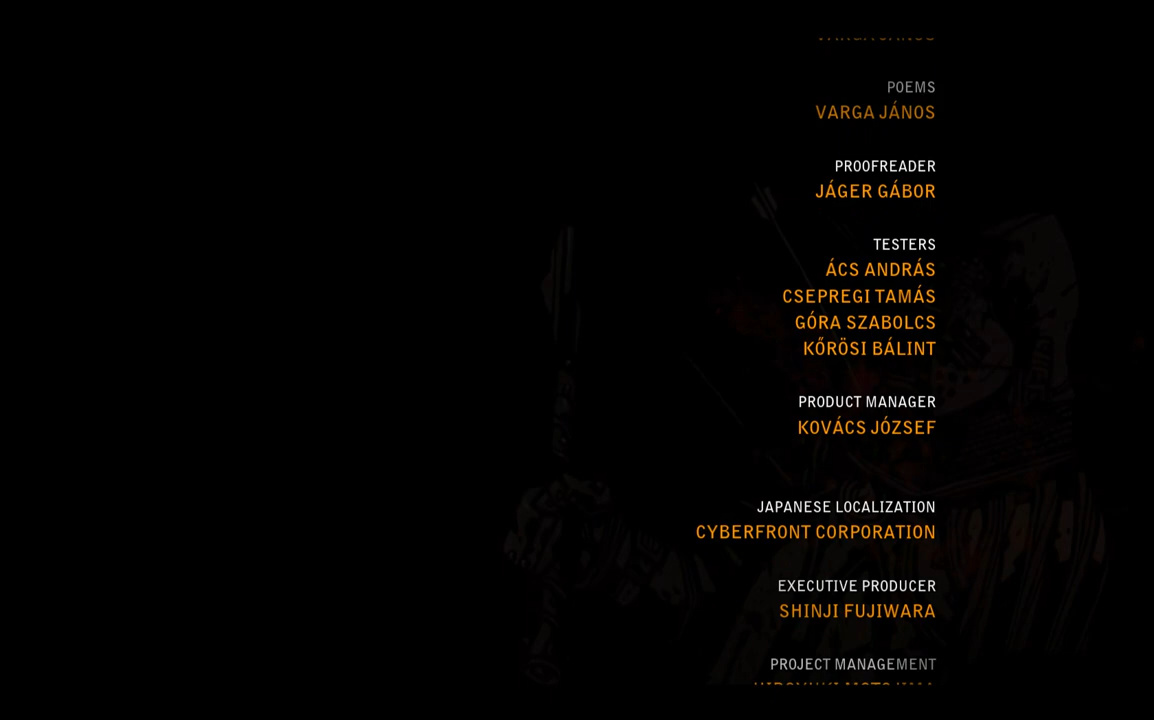 POEMS
VARGA JÁNOS
PROOFREADER
JÁGER GÁBOR
TESTERS
ÁCS ANDRÁS
CSEPREGI TAMÁS
GÓRA SZABOLCS
KŐRÖSI BÁLINT
PRODUCT MANAGER
KOVÁCS JÓZSEF
JAPANESE LOCALIZATION
CYBERFRONT CORPORATION
EXECUTIVE PRODUCER
SHINJI FUJIWARA
PROJECT MANAGEMENT